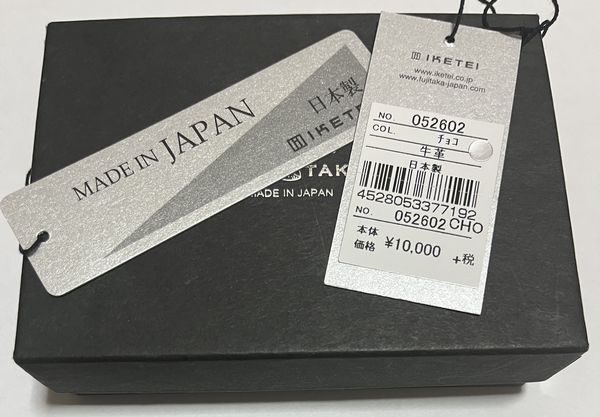 MADE IN JAPAN
日本製
IKETEI
TAK
MADE IN JAPAN
IKETEI
www.iketei.co.jp
www.fujitaka-japan.com
NO. 052602
COL. チョコ
牛革
日本製
4528053377192
NO. 052602 CHO
本体
価格 ¥10,000 +税